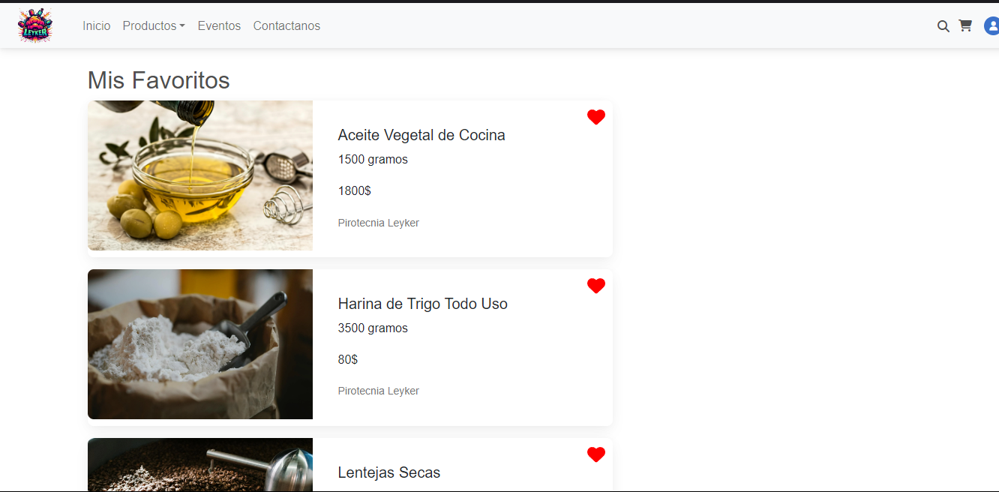 LEYKER
Inicio Productos Eventos Contactanos
Mis Favoritos
Aceite Vegetal de Cocina
1500 gramos
1800$
Pirotecnia Leyker
Harina de Trigo Todo Uso
3500 gramos
80$
Pirotecnia Leyker
Lentejas Secas